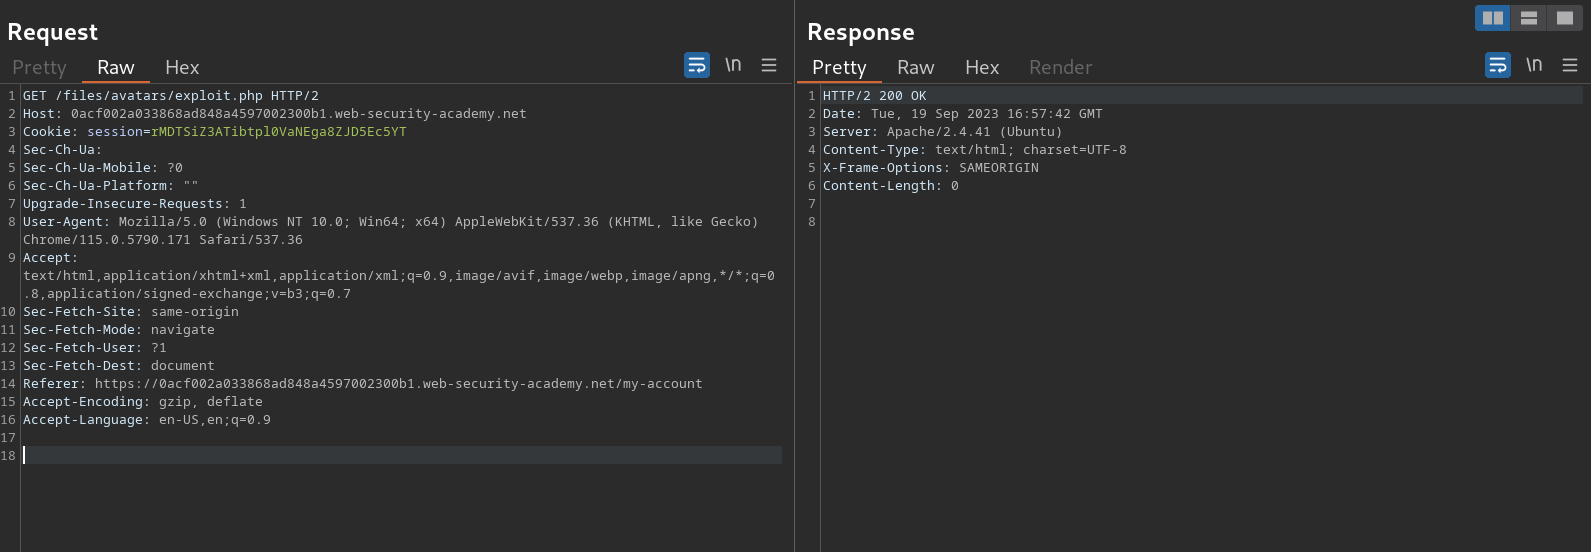 Request
Pretty Raw Hex \n
1 GET /files/avatars/exploit.php HTTP/2
2 Host: 0acf002a033868ad848a4597002300b1.web-security-academy.net
3 Cookie: session=rMDTSiZ3ATibtpl0VaNEga8ZJD5Ec5YT
4 Sec-Ch-Ua:
5 Sec-Ch-Ua-Mobile: ?0
6 Sec-Ch-Ua-Platform: ""
7 Upgrade-Insecure-Requests: 1
8 User-Agent: Mozilla/5.0 (Windows NT 10.0; Win64; x64) AppleWebKit/537.36 (KHTML, like Gecko)
Chrome/115.0.5790.171 Safari/537.36
9 Accept:
text/html,application/xhtml+xml,application/xml;q=0.9,image/avif,image/webp,image/apng,*/*;q=0
.8,application/signed-exchange;v=b3;q=0.7
10 Sec-Fetch-Site: same-origin
11 Sec-Fetch-Mode: navigate
12 Sec-Fetch-User: ?1
13 Sec-Fetch-Dest: document
14 Referer: https://0acf002a033868ad848a4597002300b1.web-security-academy.net/my-account
15 Accept-Encoding: gzip, deflate
16 Accept-Language: en-US,en;q=0.9
17
18
Response
Pretty Raw Hex Render \n
1 HTTP/2 200 OK
2 Date: Tue, 19 Sep 2023 16:57:42 GMT
3 Server: Apache/2.4.41 (Ubuntu)
4 Content-Type: text/html; charset=UTF-8
5 X-Frame-Options: SAMEORIGIN
6 Content-Length: 0
7
8